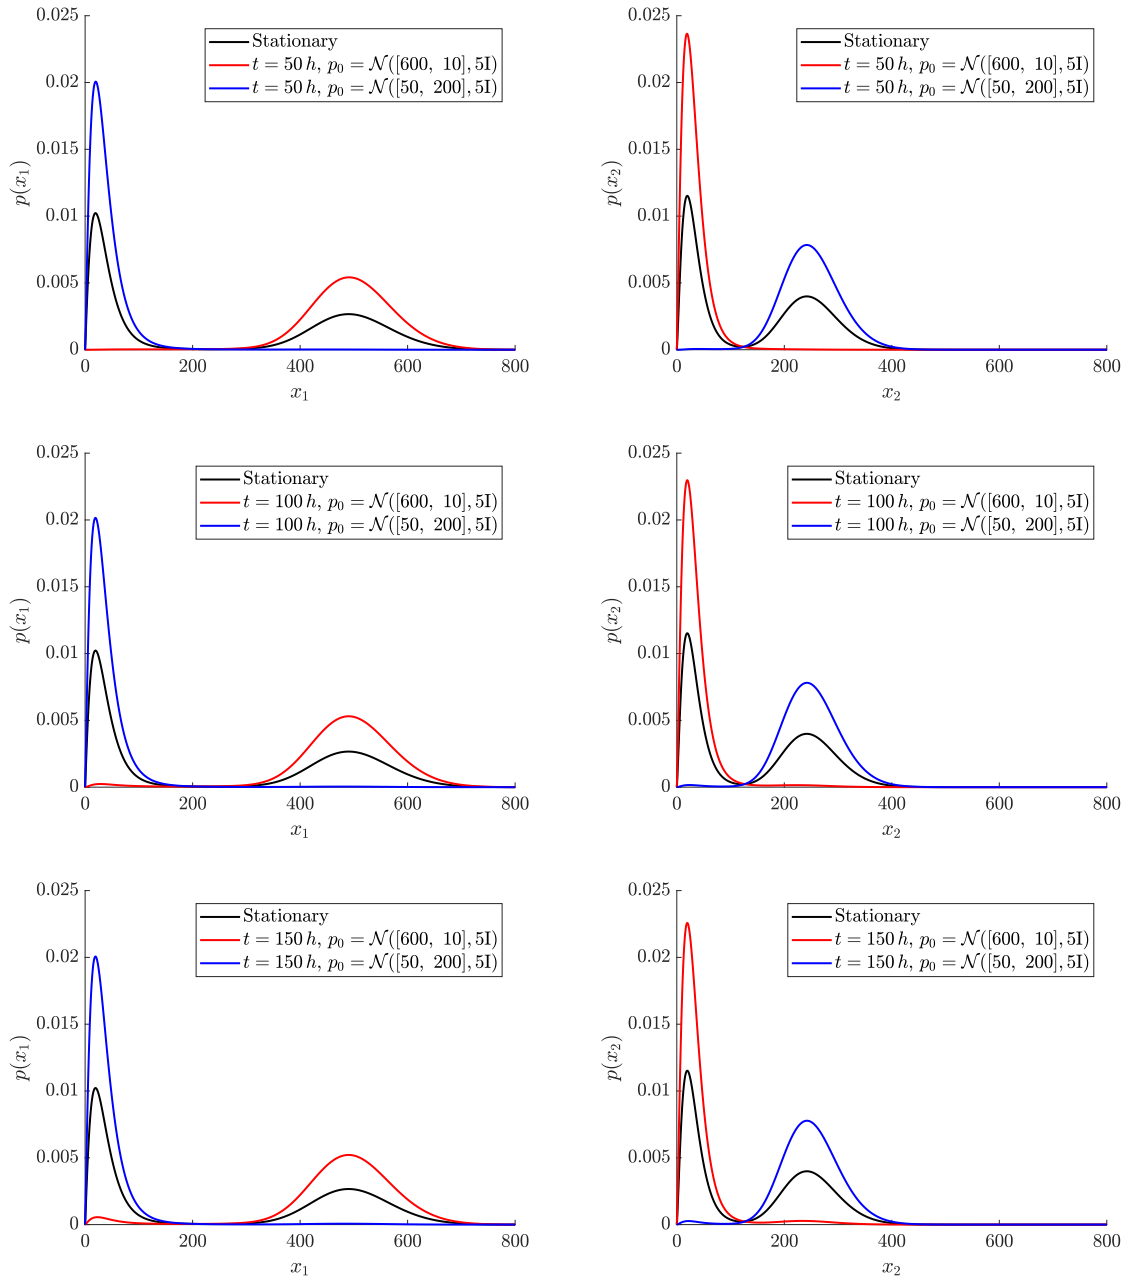 0.025
0.02
0.015
0.01
0.005
0
p(x₁)
Stationary
t = 50 h, p₀ = 𝒩([600, 10], 5I)
t = 50 h, p₀ = 𝒩([50, 200], 5I)
0 200 400 600 800
x₁
0.025
0.02
0.015
0.01
0.005
0
p(x₂)
Stationary
t = 50 h, p₀ = 𝒩([600, 10], 5I)
t = 50 h, p₀ = 𝒩([50, 200], 5I)
0 200 400 600 800
x₂
0.025
0.02
0.015
0.01
0.005
0
p(x₁)
Stationary
t = 100 h, p₀ = 𝒩([600, 10], 5I)
t = 100 h, p₀ = 𝒩([50, 200], 5I)
0 200 400 600 800
x₁
0.025
0.02
0.015
0.01
0.005
0
p(x₂)
Stationary
t = 100 h, p₀ = 𝒩([600, 10], 5I)
t = 100 h, p₀ = 𝒩([50, 200], 5I)
0 200 400 600 800
x₂
0.025
0.02
0.015
0.01
0.005
0
p(x₁)
Stationary
t = 150 h, p₀ = 𝒩([600, 10], 5I)
t = 150 h, p₀ = 𝒩([50, 200], 5I)
0 200 400 600 800
x₁
0.025
0.02
0.015
0.01
0.005
0
p(x₂)
Stationary
t = 150 h, p₀ = 𝒩([600, 10], 5I)
t = 150 h, p₀ = 𝒩([50, 200], 5I)
0 200 400 600 800
x₂